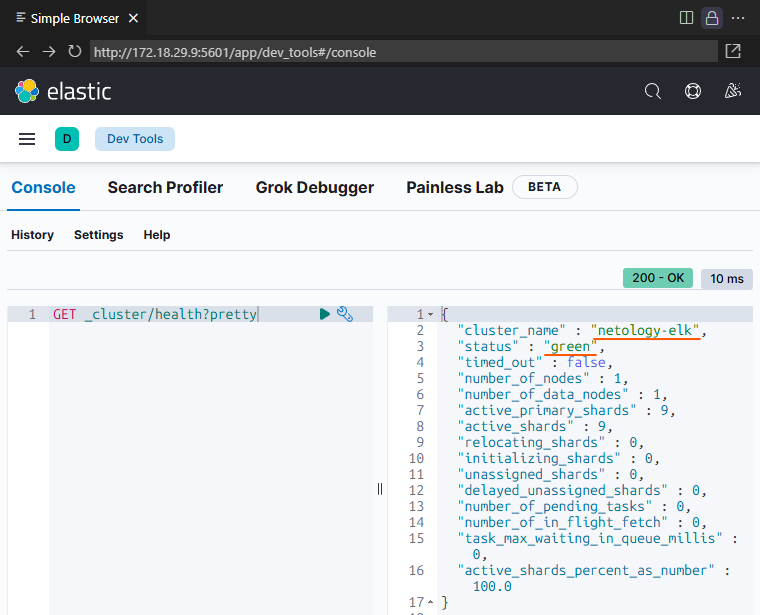 Simple Browser
http://172.18.29.9:5601/app/dev_tools#/console
elastic
D Dev Tools
Console Search Profiler Grok Debugger Painless Lab BETA
History Settings Help
200 - OK 10 ms
1 GET _cluster/health?pretty
1 {
2 "cluster_name" : "netology-elk",
3 "status" : "green",
4 "timed_out" : false,
5 "number_of_nodes" : 1,
6 "number_of_data_nodes" : 1,
7 "active_primary_shards" : 9,
8 "active_shards" : 9,
9 "relocating_shards" : 0,
10 "initializing_shards" : 0,
11 "unassigned_shards" : 0,
12 "delayed_unassigned_shards" : 0,
13 "number_of_pending_tasks" : 0,
14 "number_of_in_flight_fetch" : 0,
15 "task_max_waiting_in_queue_millis" :
0,
16 "active_shards_percent_as_number" :
100.0
17 }